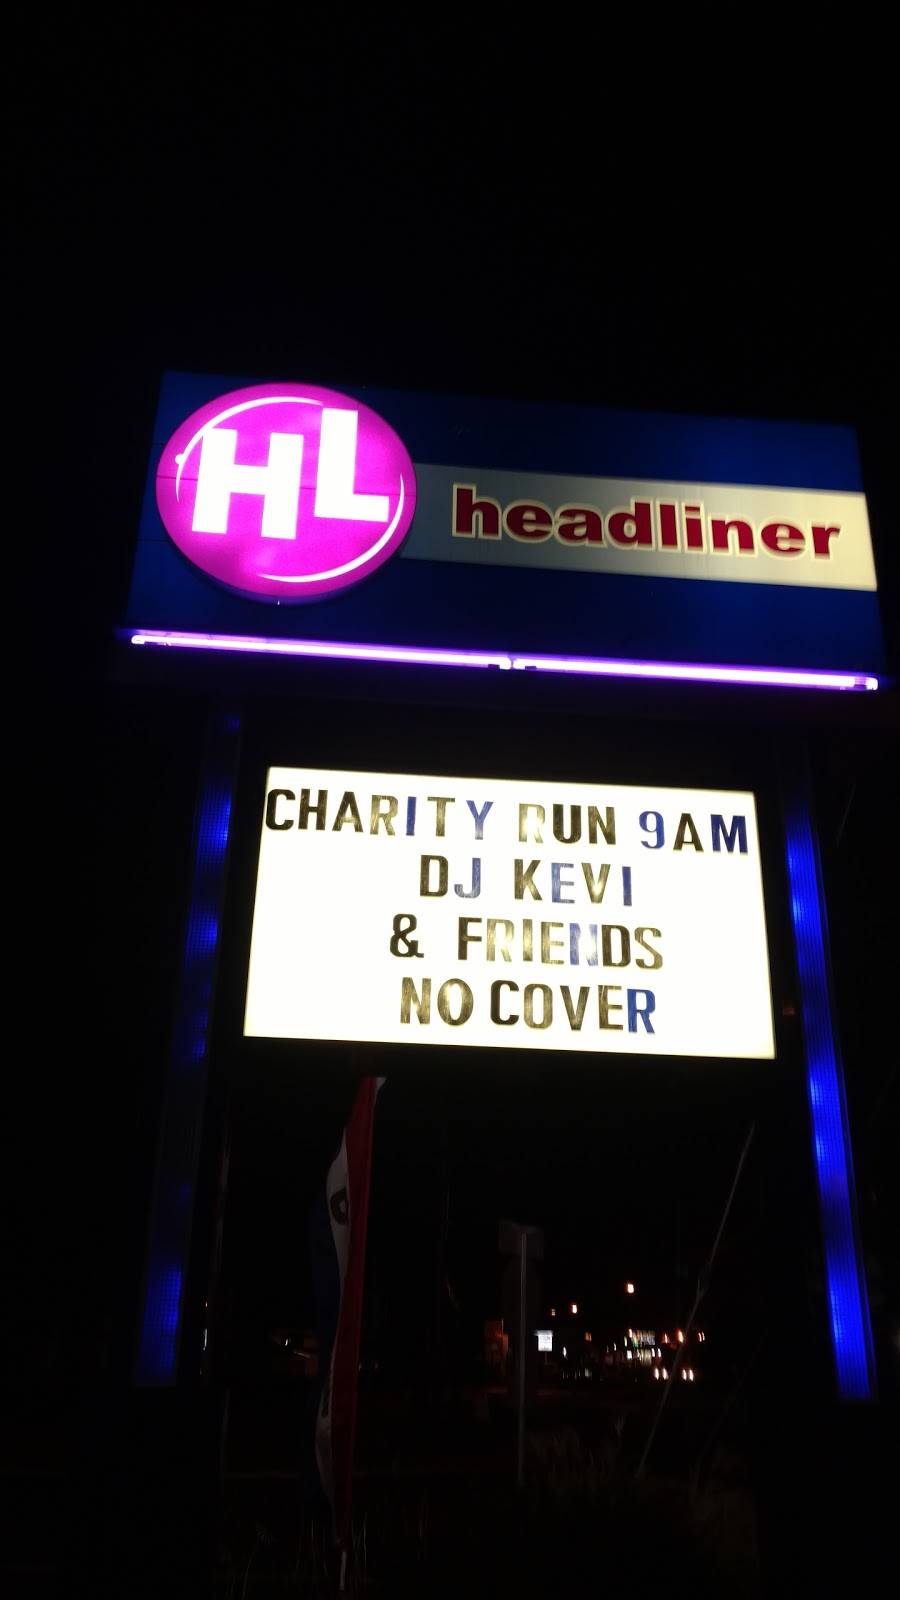 HL
headliner
CHARITY RUN 9AM
DJ KEVI
& FRIENDS
NO COVER